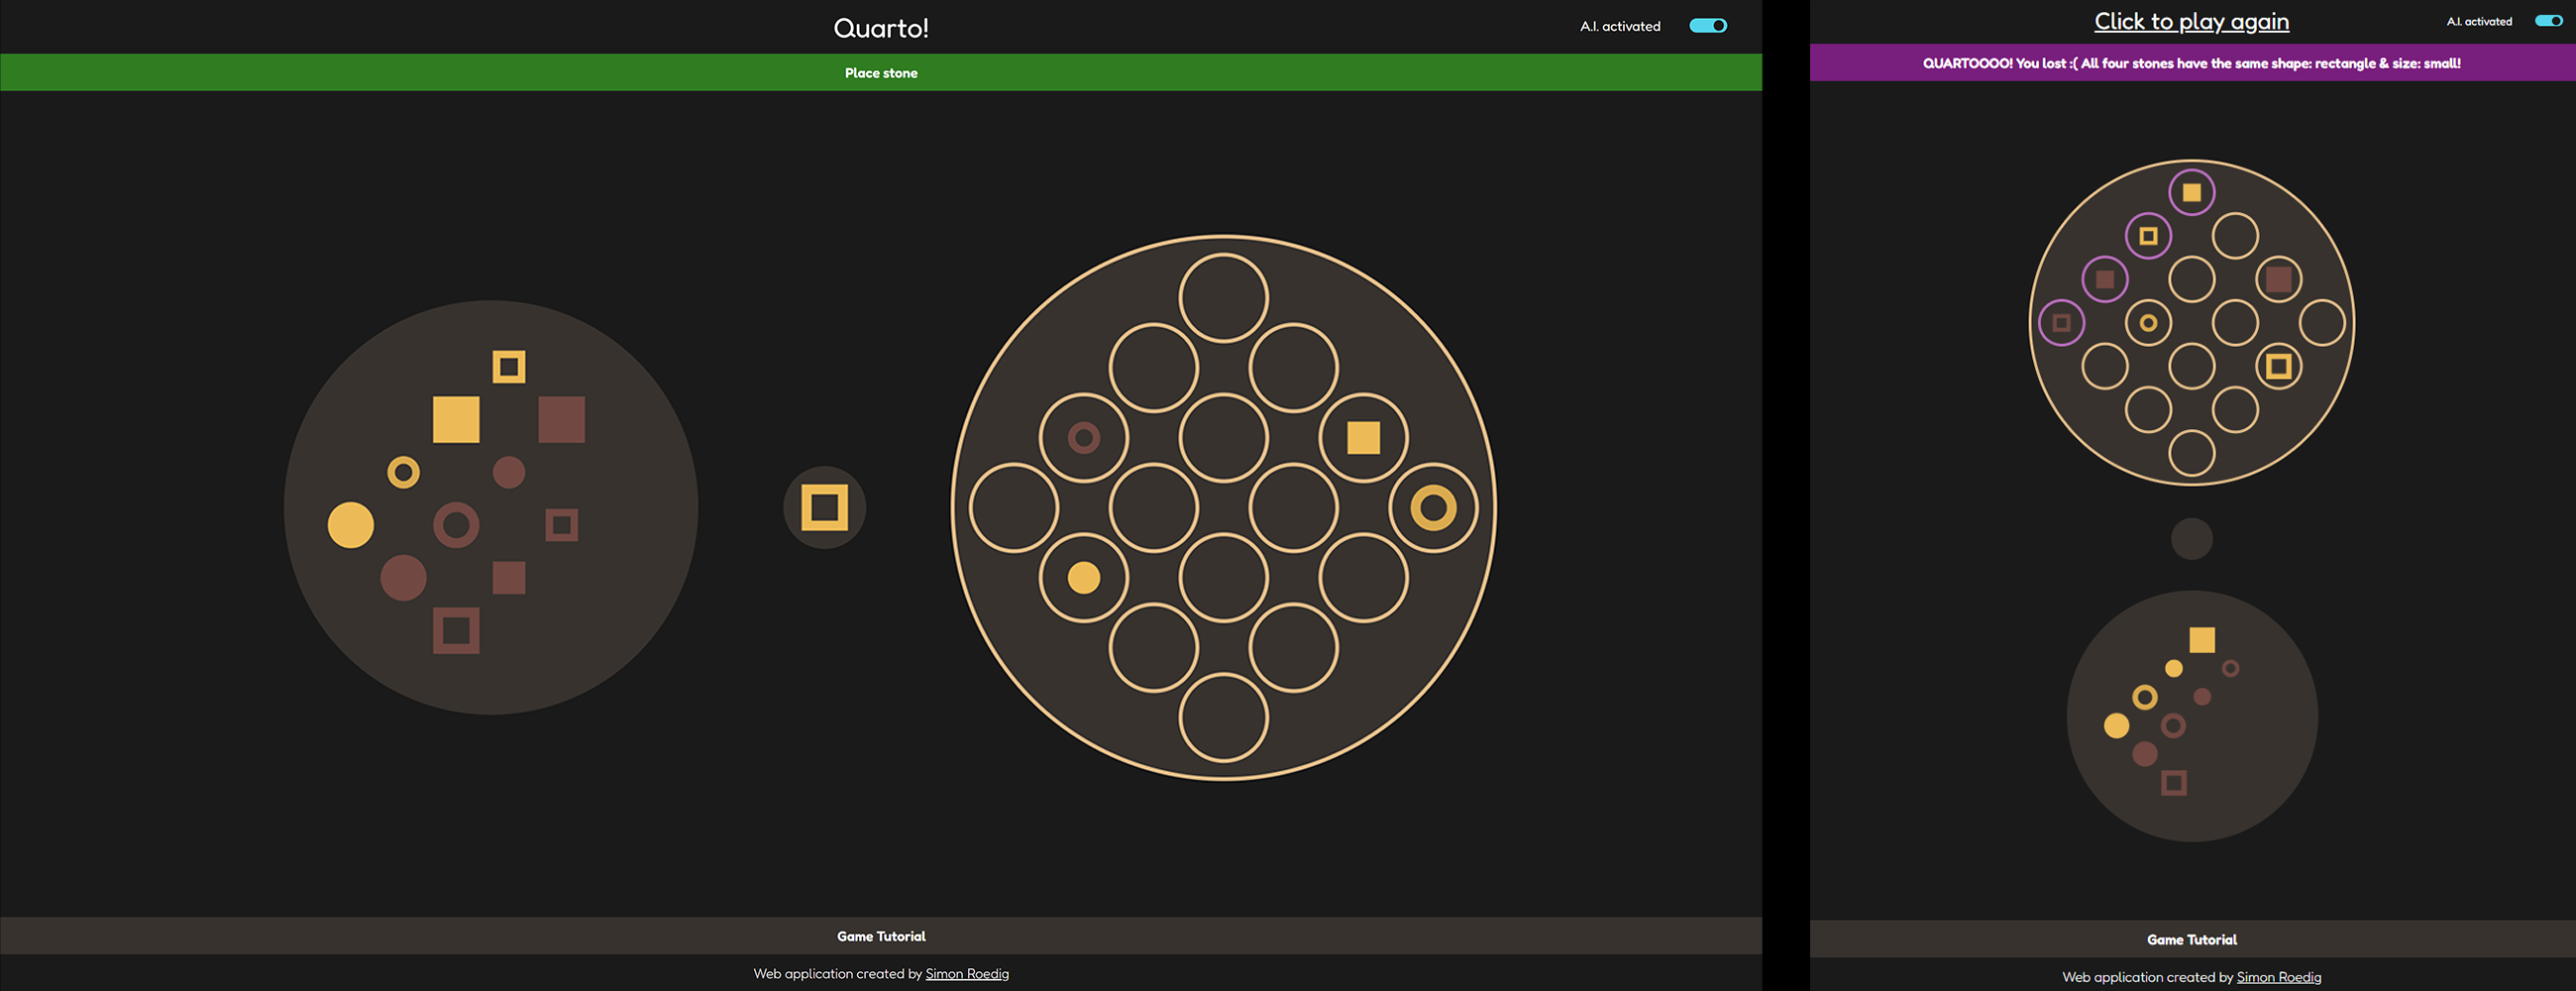 Quarto!
A.I. activated
Place stone
Game Tutorial
Web application created by Simon Roedig
Click to play again
A.I. activated
QUARTOOOO! You lost :( All four stones have the same shape: rectangle & size: small!
Game Tutorial
Web application created by Simon Roedig